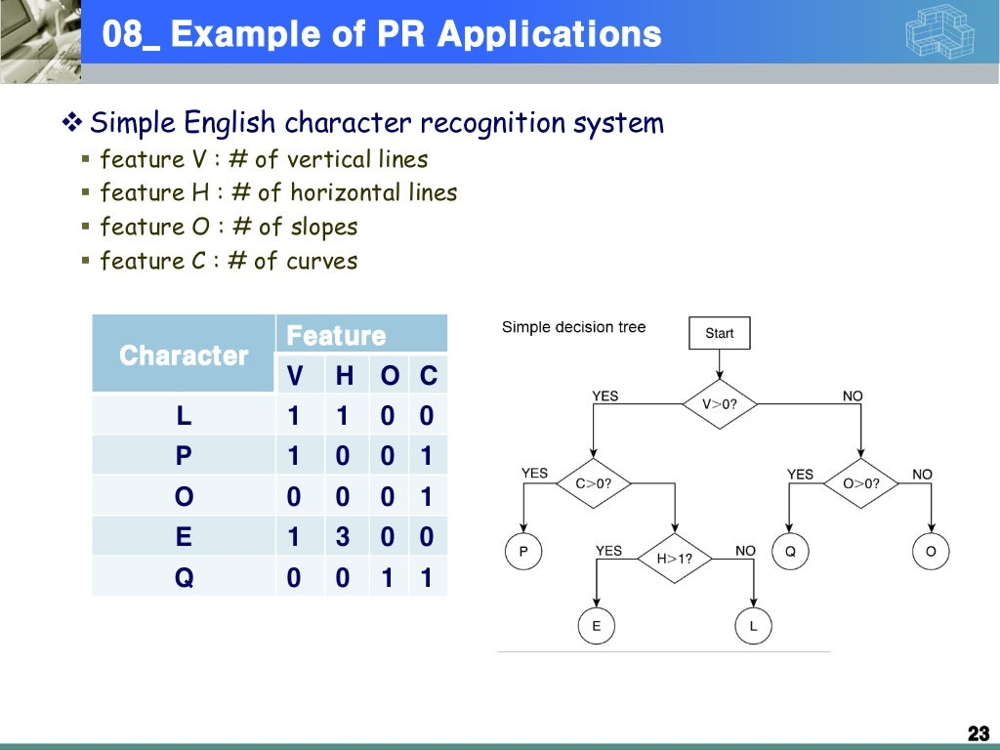 08_ Example of PR Applications
❖ Simple English character recognition system
▪ feature V : # of vertical lines
▪ feature H : # of horizontal lines
▪ feature O : # of slopes
▪ feature C : # of curves
Character Feature
V H O C
L 1 1 0 0
P 1 0 0 1
O 0 0 0 1
E 1 3 0 0
Q 0 0 1 1
Simple decision tree
Start
V>0?
YES NO
C>0?
YES
O>0?
YES NO
P
H>1?
YES NO
Q
O
E
L
23